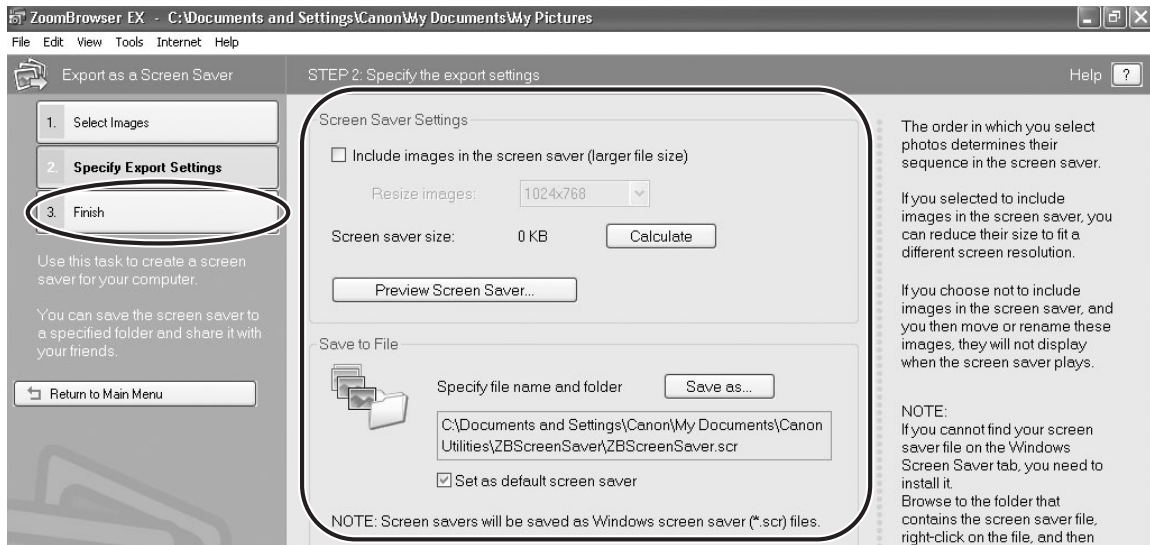 ZoomBrowser EX - C:\Documents and Settings\Canon\My Documents\My Pictures
File Edit View Tools Internet Help
Export as a Screen Saver
STEP 2: Specify the export settings
Help ?
1. Select Images
2. Specify Export Settings
3. Finish
Use this task to create a screen
saver for your computer.
You can save the screen saver to
a specified folder and share it with
your friends.
Return to Main Menu
Screen Saver Settings
Include images in the screen saver (larger file size)
Resize images: 1024x768
Screen saver size: 0 KB Calculate
Preview Screen Saver...
Save to File
Specify file name and folder Save as...
C:\Documents and Settings\Canon\My Documents\Canon
Utilities\ZBScreenSaver\ZBScreenSaver.scr
Set as default screen saver
NOTE: Screen savers will be saved as Windows screen saver (*.scr) files.
The order in which you select
photos determines their
sequence in the screen saver.
If you selected to include
images in the screen saver, you
can reduce their size to fit a
different screen resolution.
If you choose not to include
images in the screen saver, and
you then move or rename these
images, they will not display
when the screen saver plays.
NOTE:
If you cannot find your screen
saver file on the Windows
Screen Saver tab, you need to
install it.
Browse to the folder that
contains the screen saver file,
right-click on the file, and then